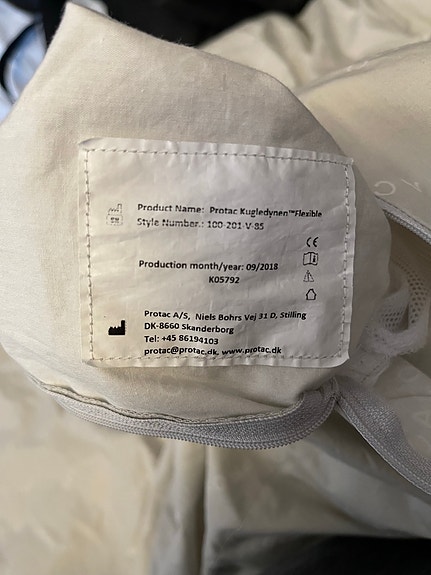 Product Name: Protac Kugledynen™Flexible
Style Number.: 100-201-V-85
CE
Production month/year: 09/2018
K05792
Protac A/S, Niels Bohrs Vej 31 D, Stilling
DK-8660 Skanderborg
Tel: +45 86194103
protac@protac.dk, www.protac.dk